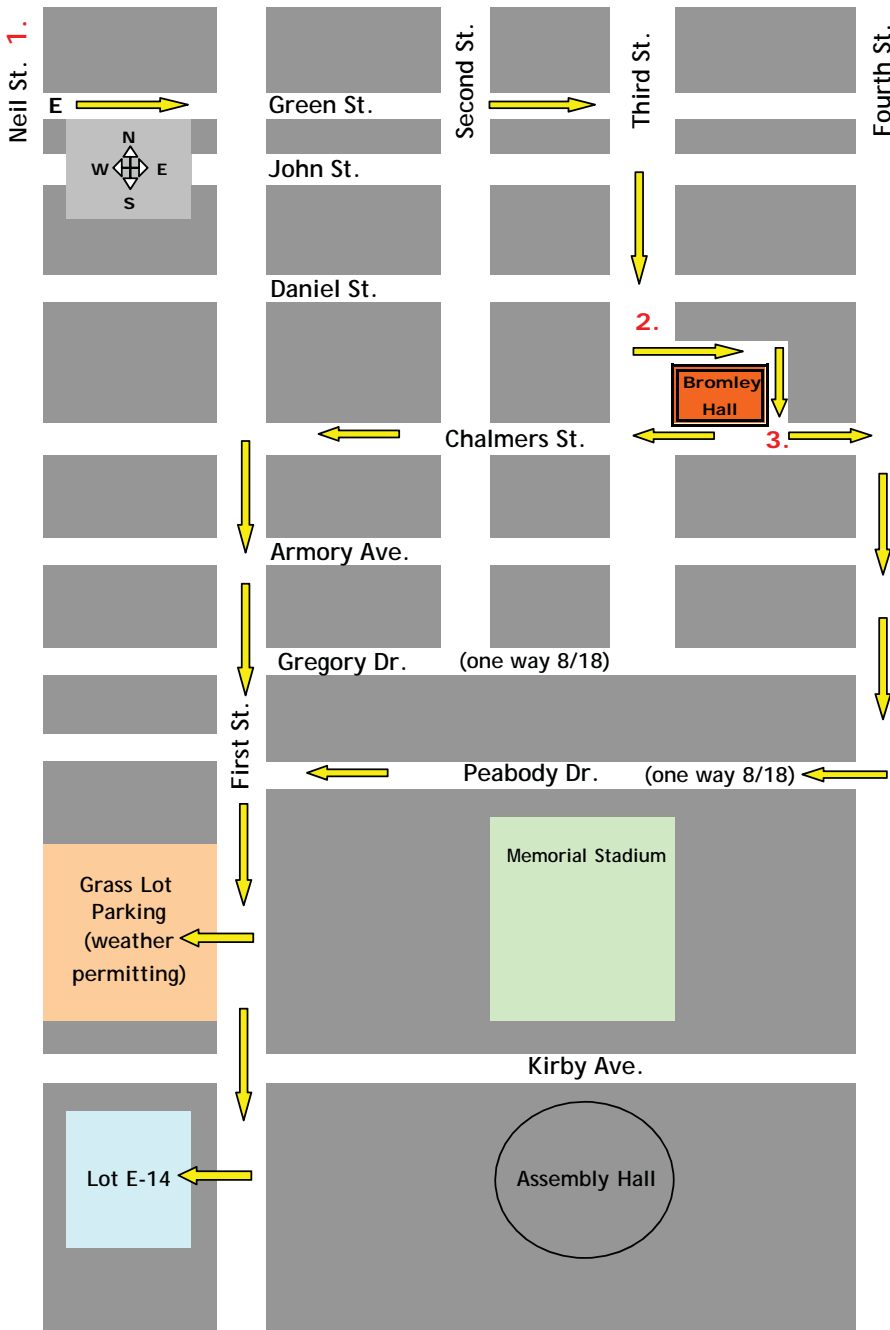 Neil St. 1.
Second St.
Third St.
Fourth St.
E
Green St.
N
W E
S
John St.
Daniel St.
2.
Bromley
Hall
Chalmers St.
3.
Armory Ave.
Gregory Dr. (one way 8/18)
First St.
Peabody Dr. (one way 8/18)
Memorial Stadium
Grass Lot
Parking
(weather
permitting)
Kirby Ave.
Lot E-14
Assembly Hall